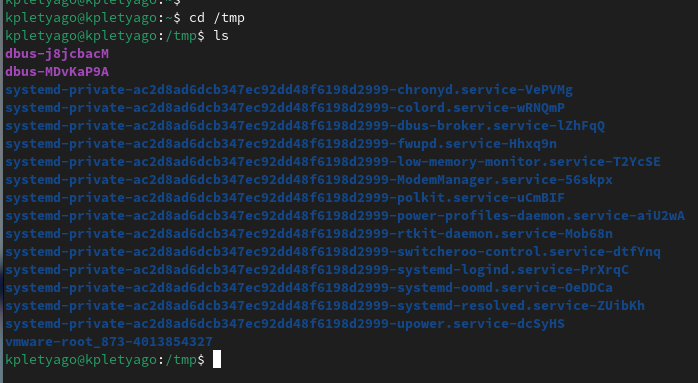 kpletyago@kpletyago:~$
kpletyago@kpletyago:~$ cd /tmp
kpletyago@kpletyago:/tmp$ ls
dbus-j8jcbacM
dbus-MDvKaP9A
systemd-private-ac2d8ad6dcb347ec92dd48f6198d2999-chronyd.service-VePVMg
systemd-private-ac2d8ad6dcb347ec92dd48f6198d2999-colord.service-wRNQmP
systemd-private-ac2d8ad6dcb347ec92dd48f6198d2999-dbus-broker.service-lZhFqQ
systemd-private-ac2d8ad6dcb347ec92dd48f6198d2999-fwupd.service-Hhxq9n
systemd-private-ac2d8ad6dcb347ec92dd48f6198d2999-low-memory-monitor.service-T2YcSE
systemd-private-ac2d8ad6dcb347ec92dd48f6198d2999-ModemManager.service-56skpx
systemd-private-ac2d8ad6dcb347ec92dd48f6198d2999-polkit.service-uCmBIF
systemd-private-ac2d8ad6dcb347ec92dd48f6198d2999-power-profiles-daemon.service-aiU2wA
systemd-private-ac2d8ad6dcb347ec92dd48f6198d2999-rtkit-daemon.service-Mob68n
systemd-private-ac2d8ad6dcb347ec92dd48f6198d2999-switcheroo-control.service-dtfYnq
systemd-private-ac2d8ad6dcb347ec92dd48f6198d2999-systemd-logind.service-PrXrqC
systemd-private-ac2d8ad6dcb347ec92dd48f6198d2999-systemd-oomd.service-OeDDCa
systemd-private-ac2d8ad6dcb347ec92dd48f6198d2999-systemd-resolved.service-ZUibKh
systemd-private-ac2d8ad6dcb347ec92dd48f6198d2999-upower.service-dcSyHS
vmware-root_873-4013854327
kpletyago@kpletyago:/tmp$